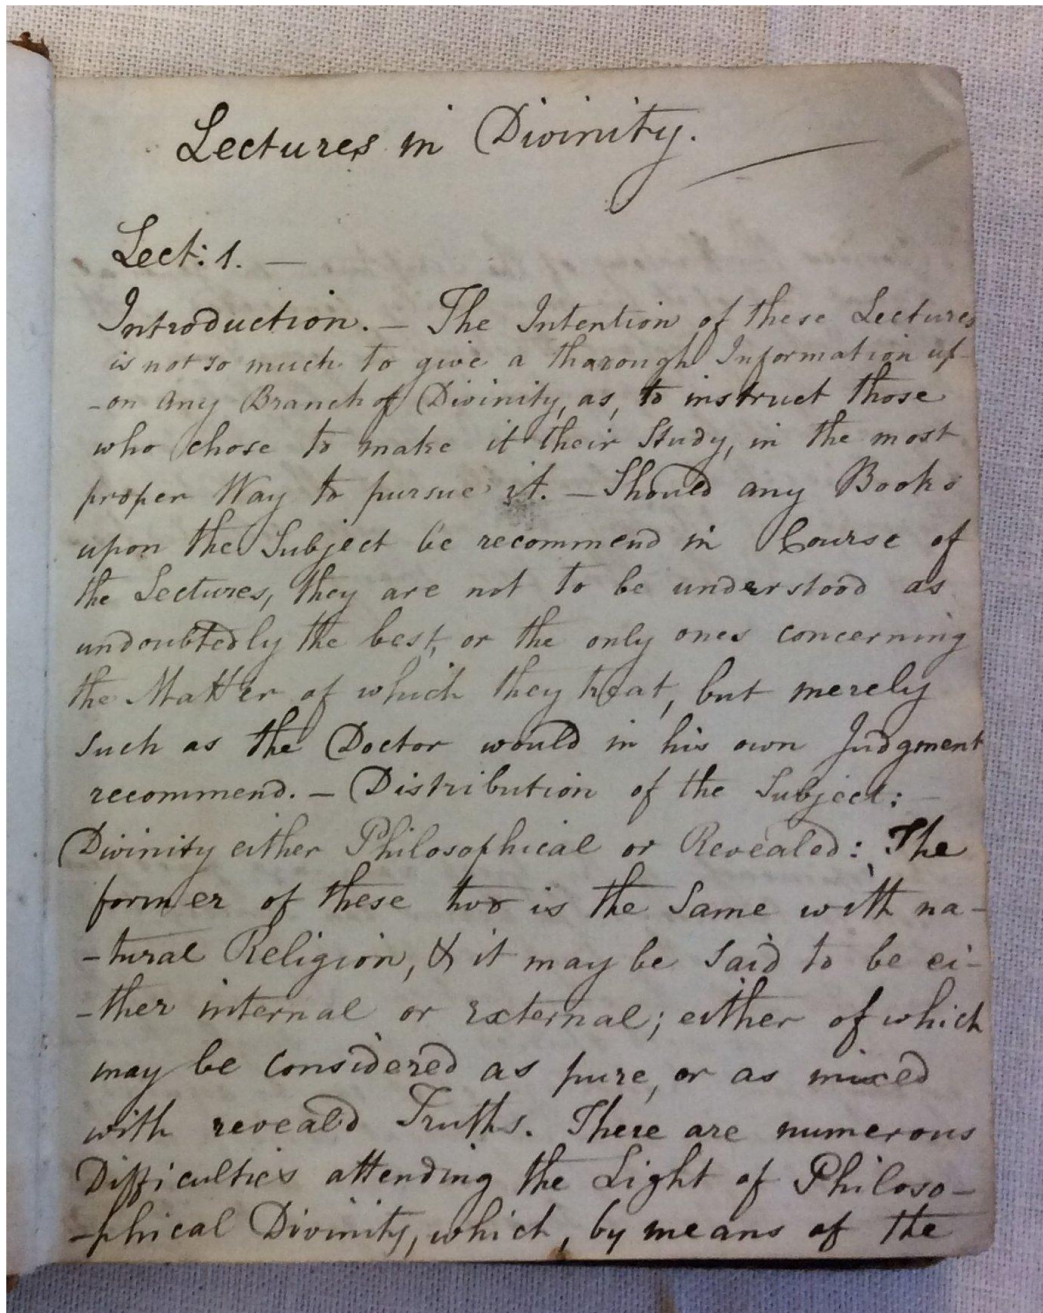 Lectures in Divinity.
Lect: 1. —
Introduction. — The Intention of these Lectures
is not so much to give a thorough Information up-
-on any Branch of Divinity, as, to instruct those
who chose to make it their Study, in the most
proper Way to pursue it. — Should any Books
upon the Subject be recommend in Course of
the Lectures, they are not to be understood as
undoubtedly the best, or the only ones concerning
the Matter of which they treat, but merely
such as the Doctor would in his own Judgment
recommend. — Distribution of the Subject: —
Divinity either Philosophical or Revealed: The
former of these two is the Same with na-
-tural Religion, & it may be said to be ei-
-ther internal or external; either of which
may be considered as pure, or as mixed
with reveald Truths. There are numerous
Difficulties attending the Light of Philoso-
-phical Divinity, which, by means of the